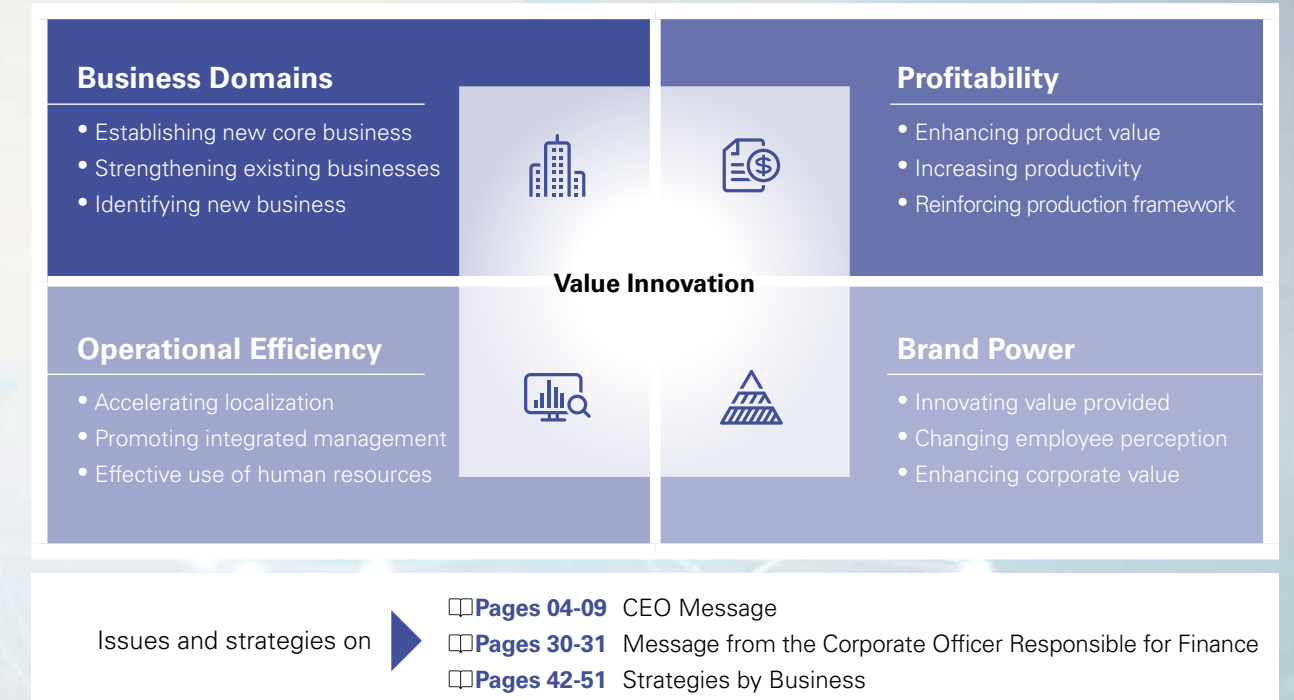 Business Domains
• Establishing new core business
• Strengthening existing businesses
• Identifying new business
Profitability
• Enhancing product value
• Increasing productivity
• Reinforcing production framework
Value Innovation
Operational Efficiency
• Accelerating localization
• Promoting integrated management
• Effective use of human resources
Brand Power
• Innovating value provided
• Changing employee perception
• Enhancing corporate value
Issues and strategies on
Pages 04-09 CEO Message
Pages 30-31 Message from the Corporate Officer Responsible for Finance
Pages 42-51 Strategies by Business